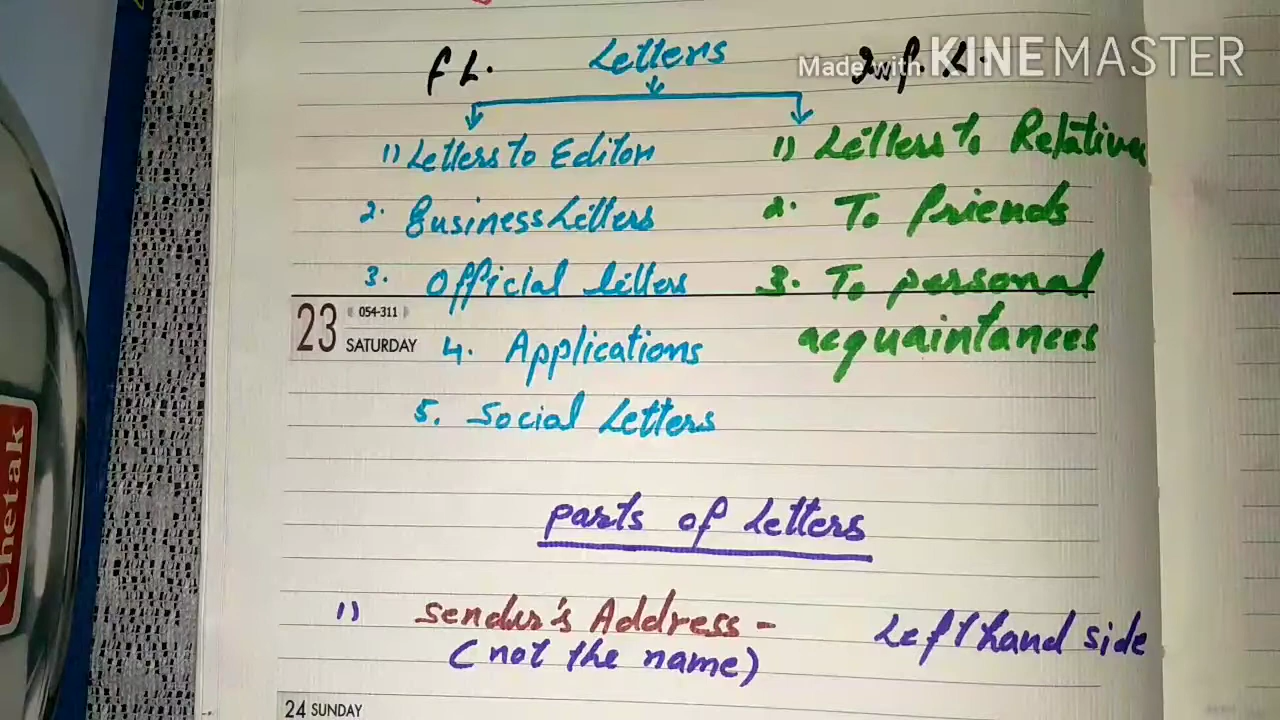 Made with KINEMASTER
F L. Letters Inf. L.
1) Letters to Editor 1) Letters to Relatives
2. Business Letters 2. To friends
3. Official letters 3. To personal
acquaintances
23 054-311
SATURDAY 4. Applications
5. Social Letters
Parts of Letters
1) Sender's Address - Left hand side
(not the name)
24 SUNDAY
Chetak